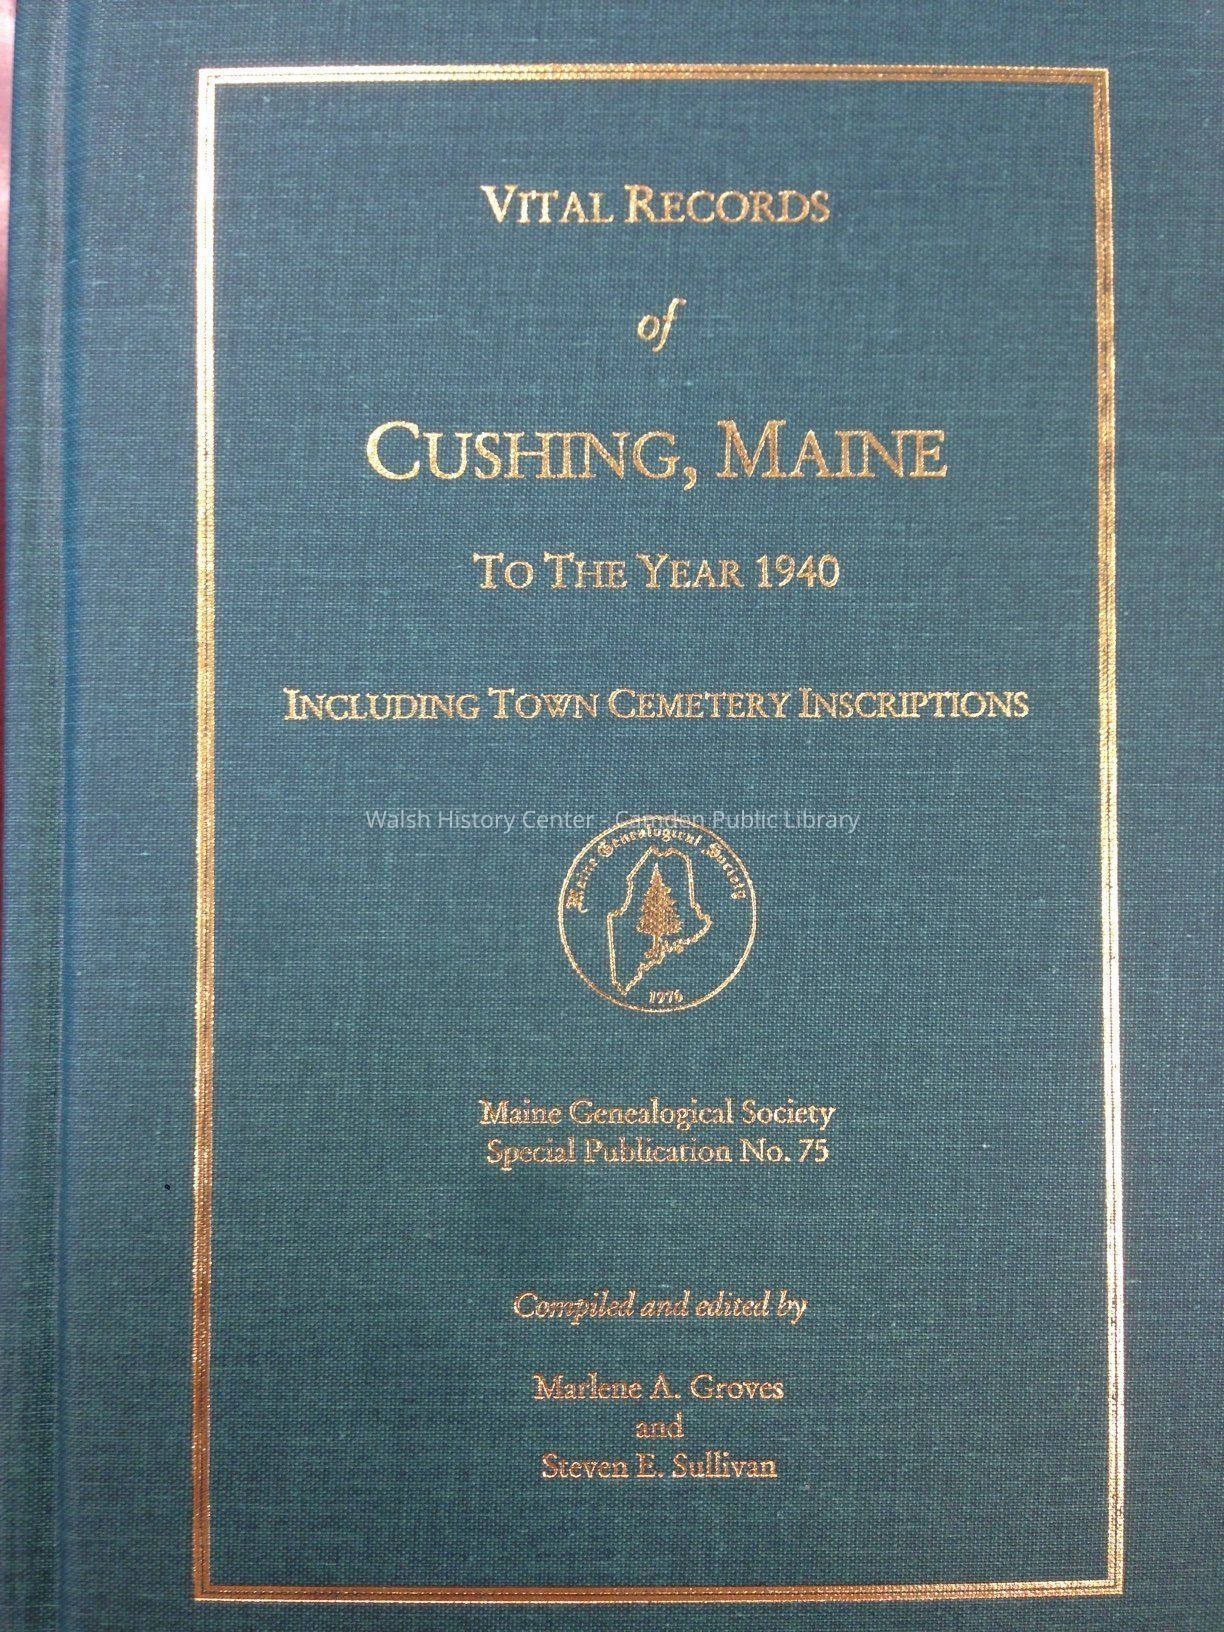 VITAL RECORDS
of
CUSHING, MAINE
TO THE YEAR 1940
INCLUDING TOWN CEMETERY INSCRIPTIONS
Walsh History Center - Camden Public Library
Maine Genealogical Society
1976
Maine Genealogical Society
Special Publication No. 75
Compiled and edited by
Marlene A. Groves
and
Steven E. Sullivan